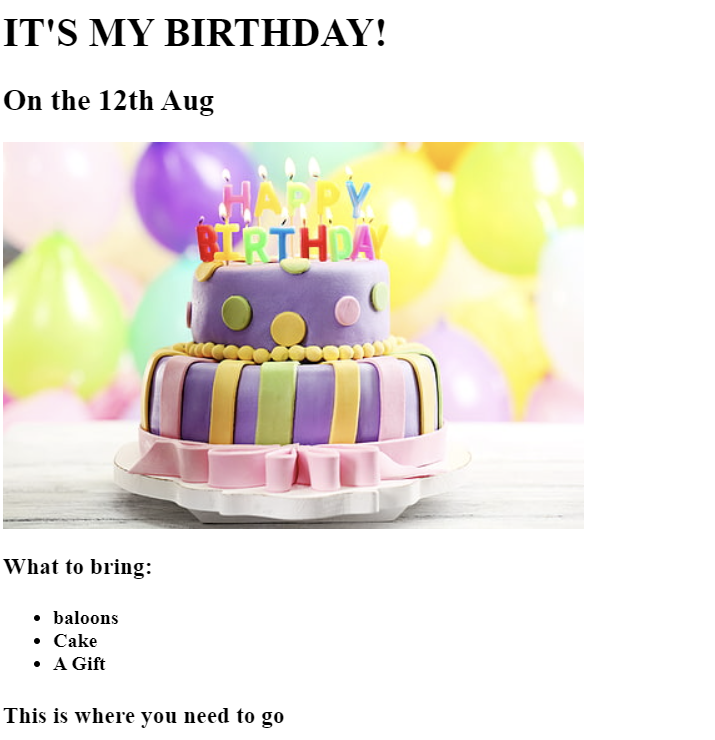 IT'S MY BIRTHDAY!
On the 12th Aug
HAPPY
BIRTHDAY
What to bring:
baloons
Cake
A Gift
This is where you need to go